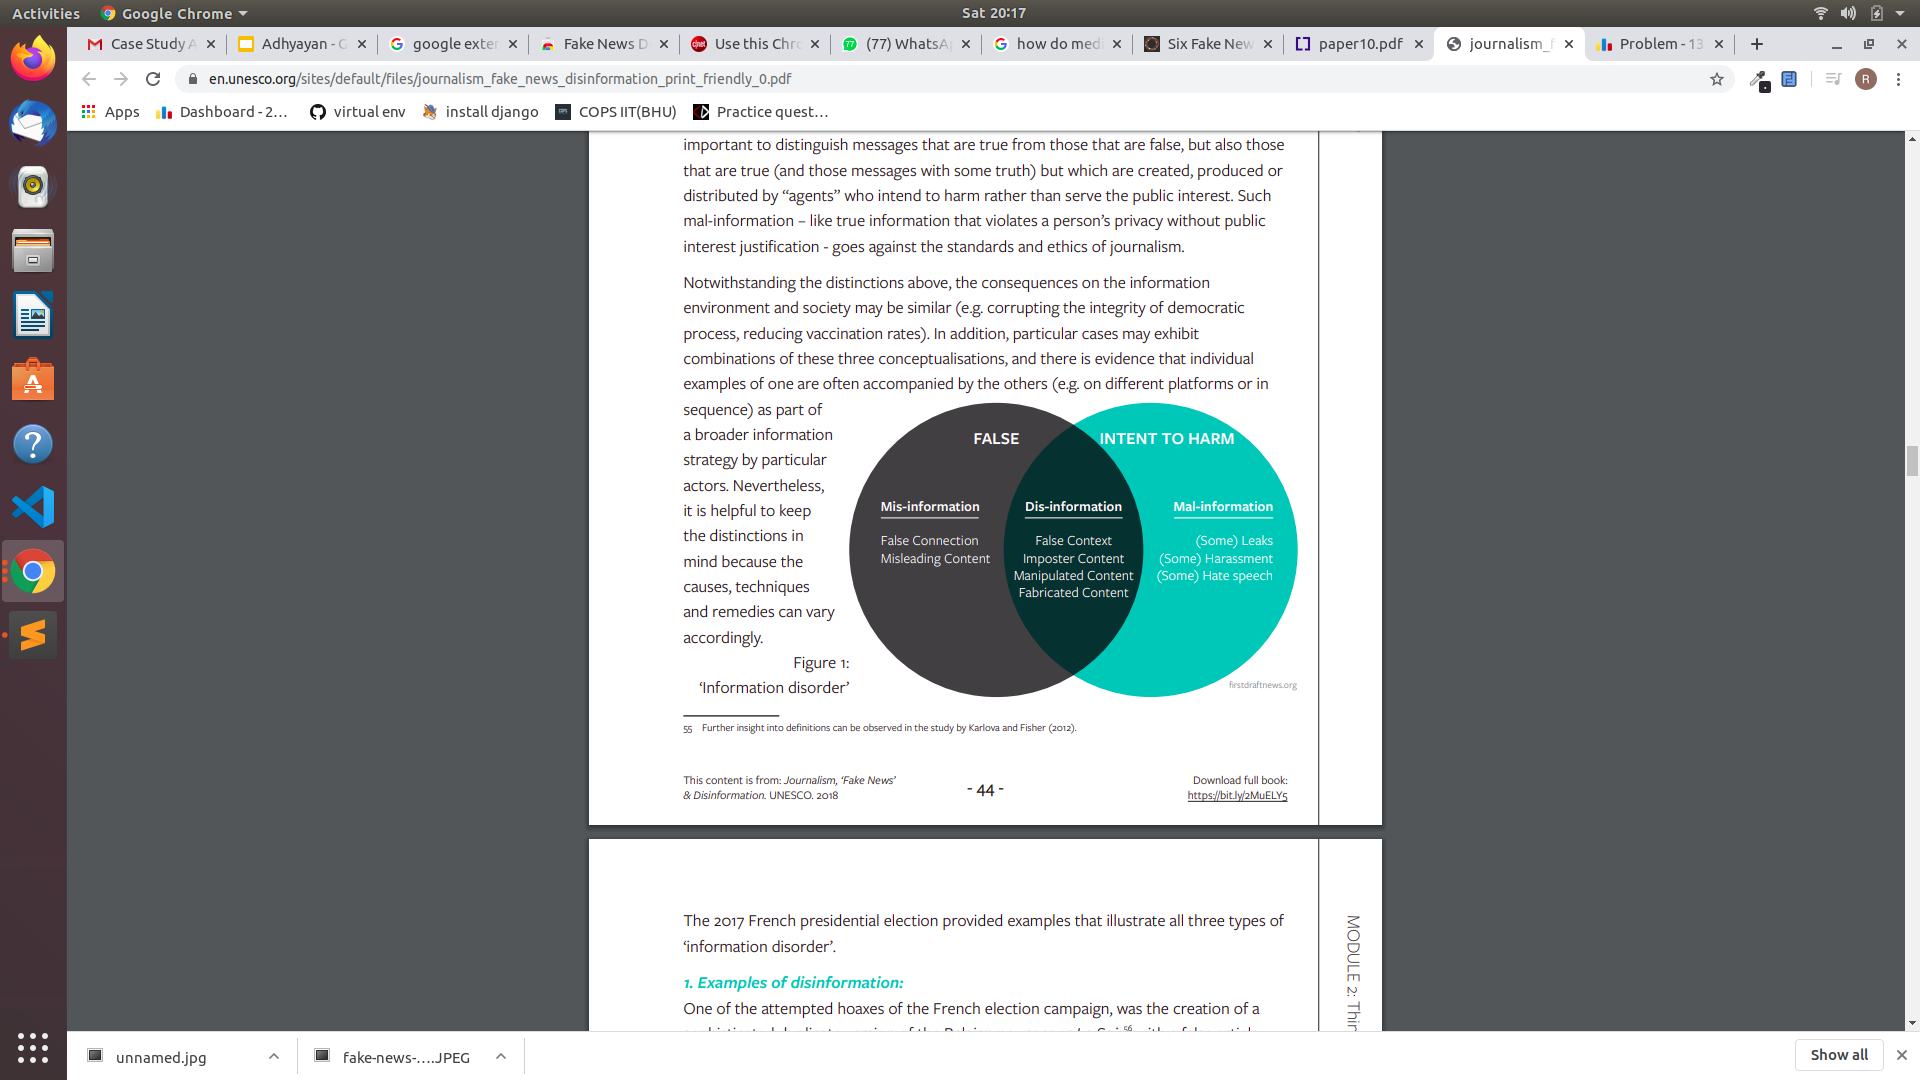 Activities
Google Chrome
Sat 20:17
Case Study A
Adhyayan - G
google exter
Fake News D
Use this Chro
(77) WhatsAp
how do medi
Six Fake New
paper10.pdf
journalism_f
Problem - 13
en.unesco.org/sites/default/files/journalism_fake_news_disinformation_print_friendly_0.pdf
R
Apps
Dashboard - 2...
virtual env
install django
COPS IIT(BHU)
Practice quest...
important to distinguish messages that are true from those that are false, but also those
that are true (and those messages with some truth) but which are created, produced or
distributed by “agents” who intend to harm rather than serve the public interest. Such
mal-information – like true information that violates a person’s privacy without public
interest justification - goes against the standards and ethics of journalism.
Notwithstanding the distinctions above, the consequences on the information
environment and society may be similar (e.g. corrupting the integrity of democratic
process, reducing vaccination rates). In addition, particular cases may exhibit
combinations of these three conceptualisations, and there is evidence that individual
examples of one are often accompanied by the others (e.g. on different platforms or in
sequence) as part of
a broader information
strategy by particular
actors. Nevertheless,
it is helpful to keep
the distinctions in
mind because the
causes, techniques
and remedies can vary
accordingly.
Figure 1:
‘Information disorder’
FALSE
INTENT TO HARM
Mis-information
False Connection
Misleading Content
Dis-information
False Context
Imposter Content
Manipulated Content
Fabricated Content
Mal-information
(Some) Leaks
(Some) Harassment
(Some) Hate speech
firstdraftnews.org
55 Further insight into definitions can be observed in the study by Karlova and Fisher (2012).
This content is from: Journalism, ‘Fake News’
& Disinformation. UNESCO. 2018
- 44 -
Download full book:
https://bit.ly/2MuELY5
The 2017 French presidential election provided examples that illustrate all three types of
‘information disorder’.
1. Examples of disinformation:
One of the attempted hoaxes of the French election campaign, was the creation of a
MODULE 2: Thin
unnamed.jpg
fake-news-....JPEG
Show all